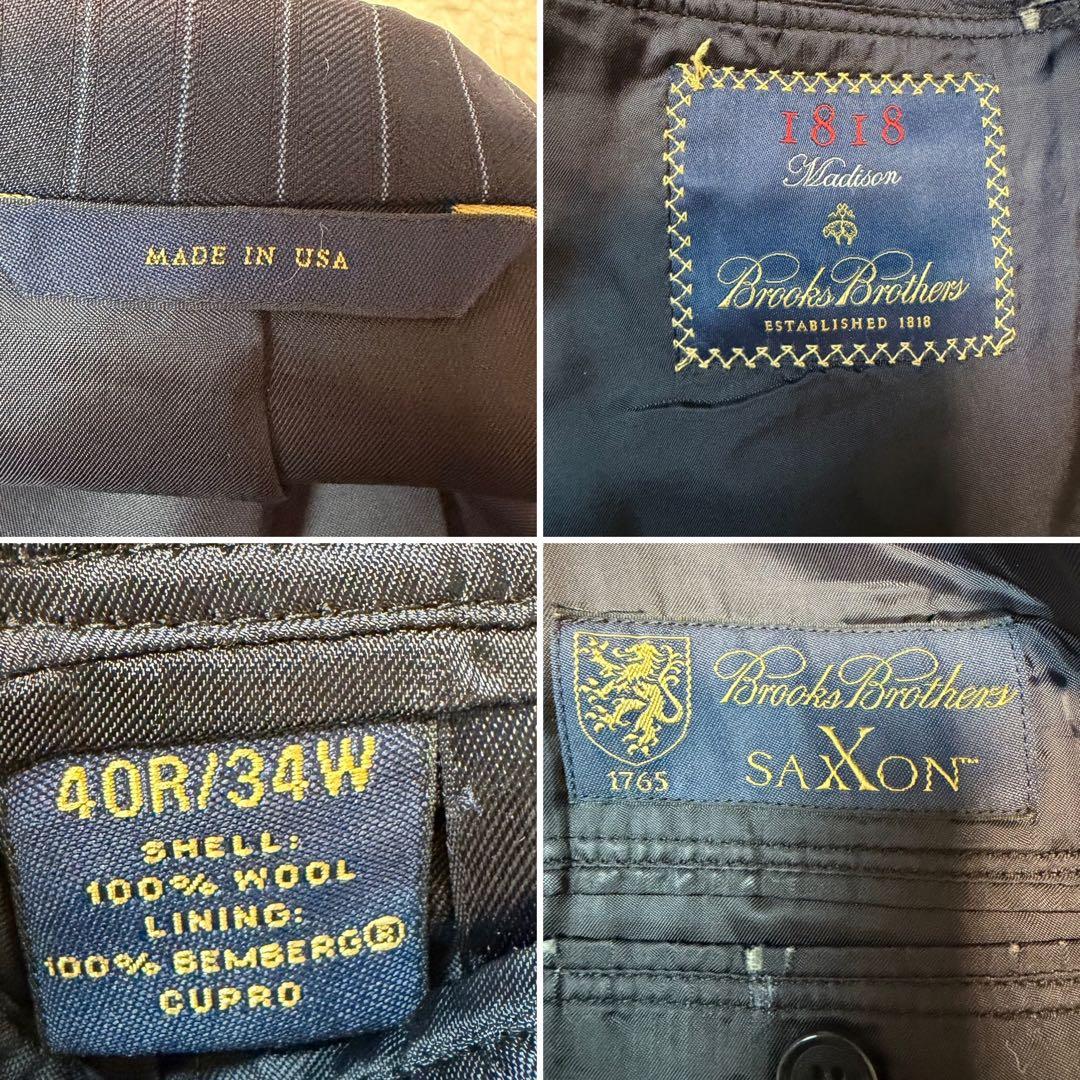 MADE IN USA
1818
Madison
Brooks Brothers
ESTABLISHED 1818
40R/34W
SHELL:
100% WOOL
LINING:
100% BEMBERG®
CUPRO
Brooks Brothers
1765
SAXXON™